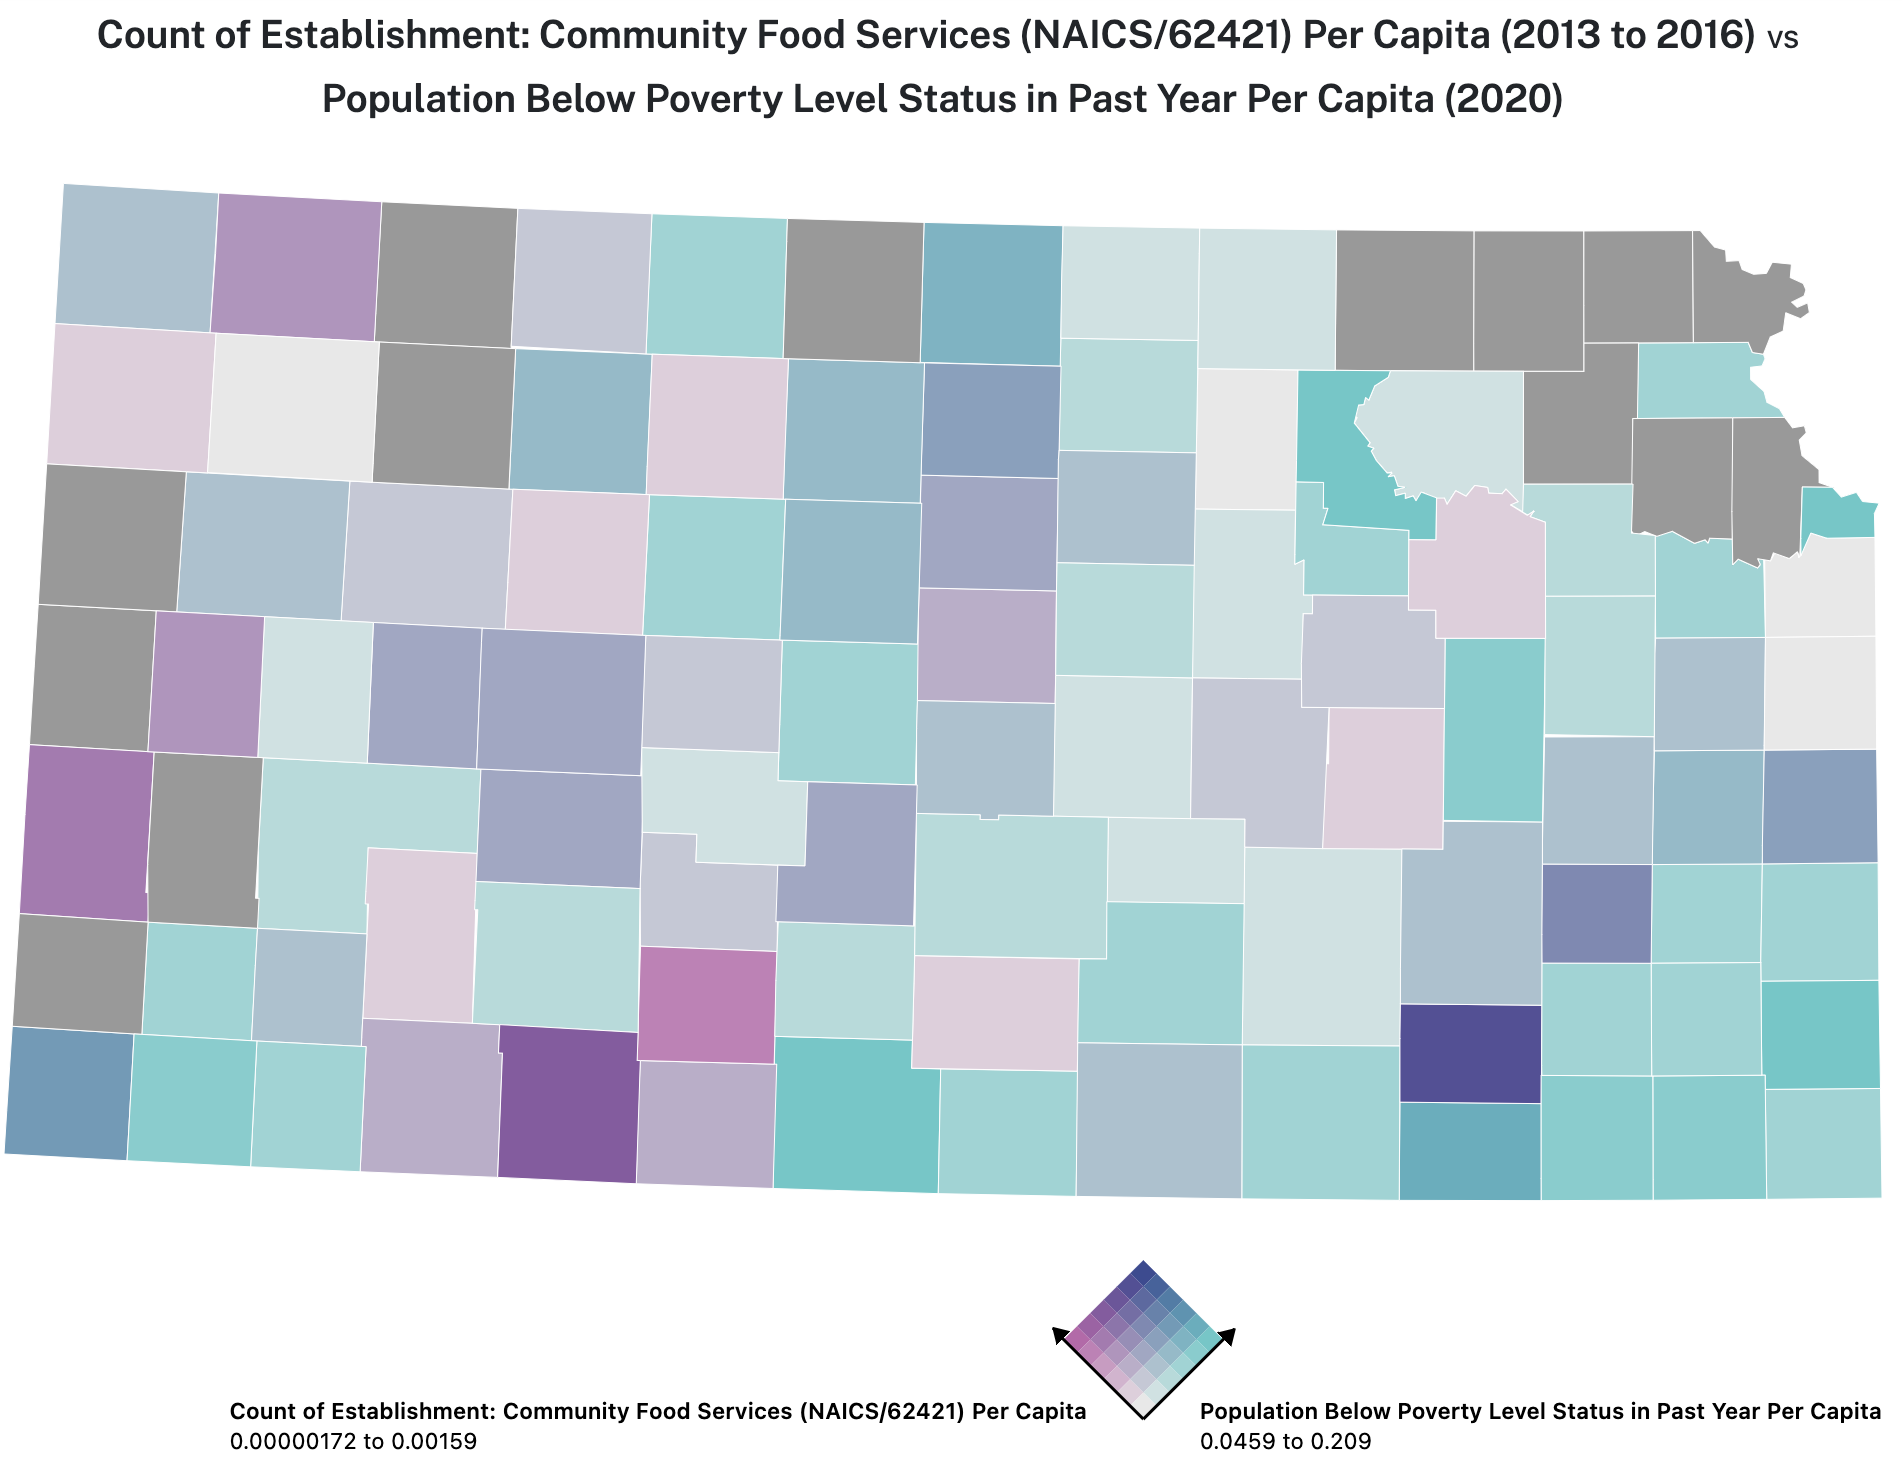 Count of Establishment: Community Food Services (NAICS/62421) Per Capita (2013 to 2016) vs
Population Below Poverty Level Status in Past Year Per Capita (2020)
Count of Establishment: Community Food Services (NAICS/62421) Per Capita
0.00000172 to 0.00159
Population Below Poverty Level Status in Past Year Per Capita
0.0459 to 0.209